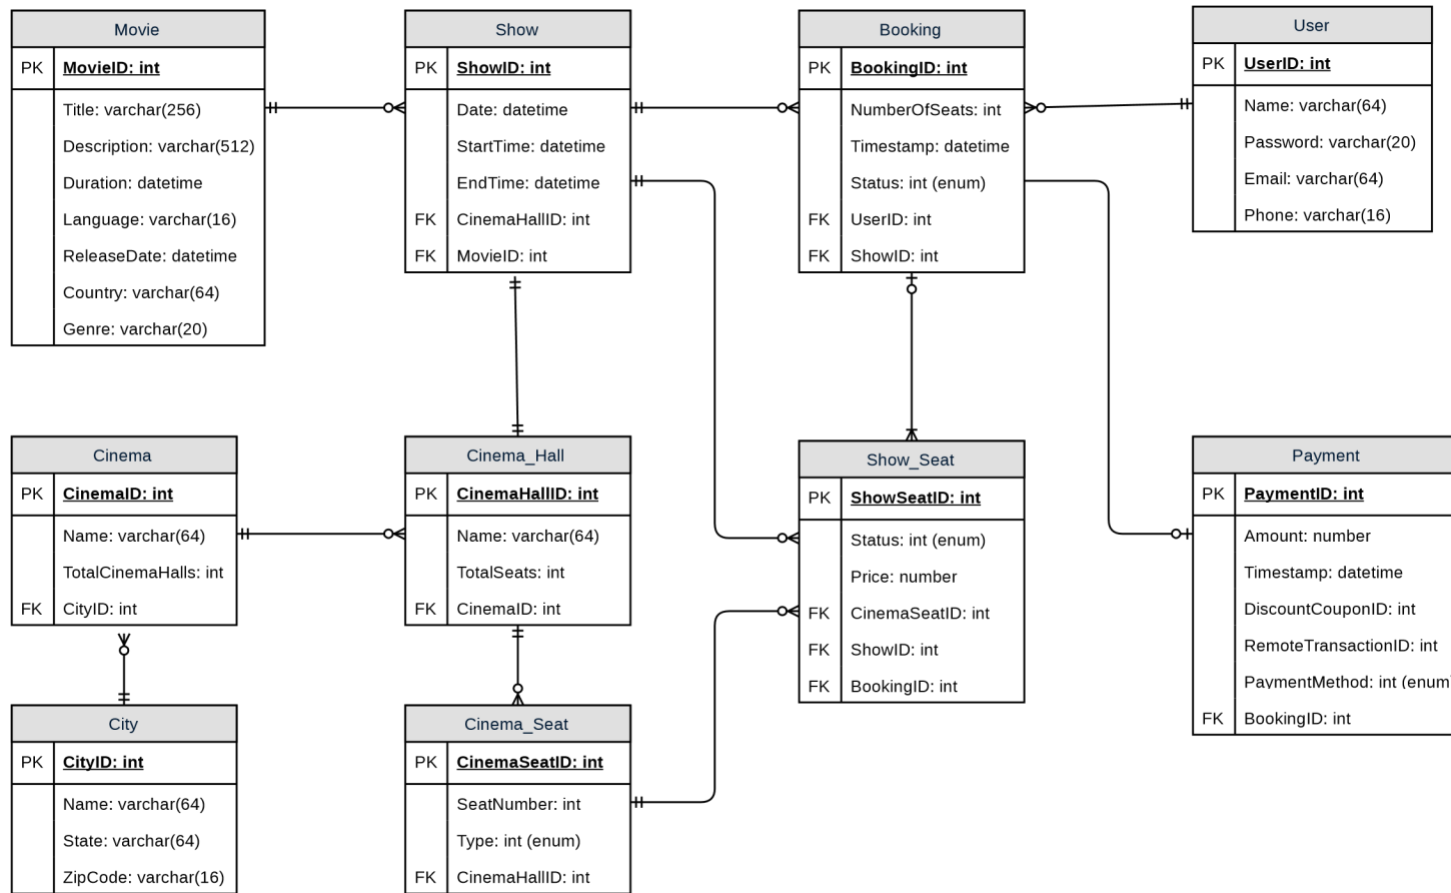 Movie
PK MovieID: int
Title: varchar(256)
Description: varchar(512)
Duration: datetime
Language: varchar(16)
ReleaseDate: datetime
Country: varchar(64)
Genre: varchar(20)
Show
PK ShowID: int
Date: datetime
StartTime: datetime
EndTime: datetime
FK CinemaHallID: int
FK MovieID: int
Booking
PK BookingID: int
NumberOfSeats: int
Timestamp: datetime
Status: int (enum)
FK UserID: int
FK ShowID: int
User
PK UserID: int
Name: varchar(64)
Password: varchar(20)
Email: varchar(64)
Phone: varchar(16)
Cinema
PK CinemaID: int
Name: varchar(64)
TotalCinemaHalls: int
FK CityID: int
Cinema_Hall
PK CinemaHallID: int
Name: varchar(64)
TotalSeats: int
FK CinemaID: int
Show_Seat
PK ShowSeatID: int
Status: int (enum)
Price: number
FK CinemaSeatID: int
FK ShowID: int
FK BookingID: int
Payment
PK PaymentID: int
Amount: number
Timestamp: datetime
DiscountCouponID: int
RemoteTransactionID: int
PaymentMethod: int (enum)
FK BookingID: int
City
PK CityID: int
Name: varchar(64)
State: varchar(64)
ZipCode: varchar(16)
Cinema_Seat
PK CinemaSeatID: int
SeatNumber: int
Type: int (enum)
FK CinemaHallID: int